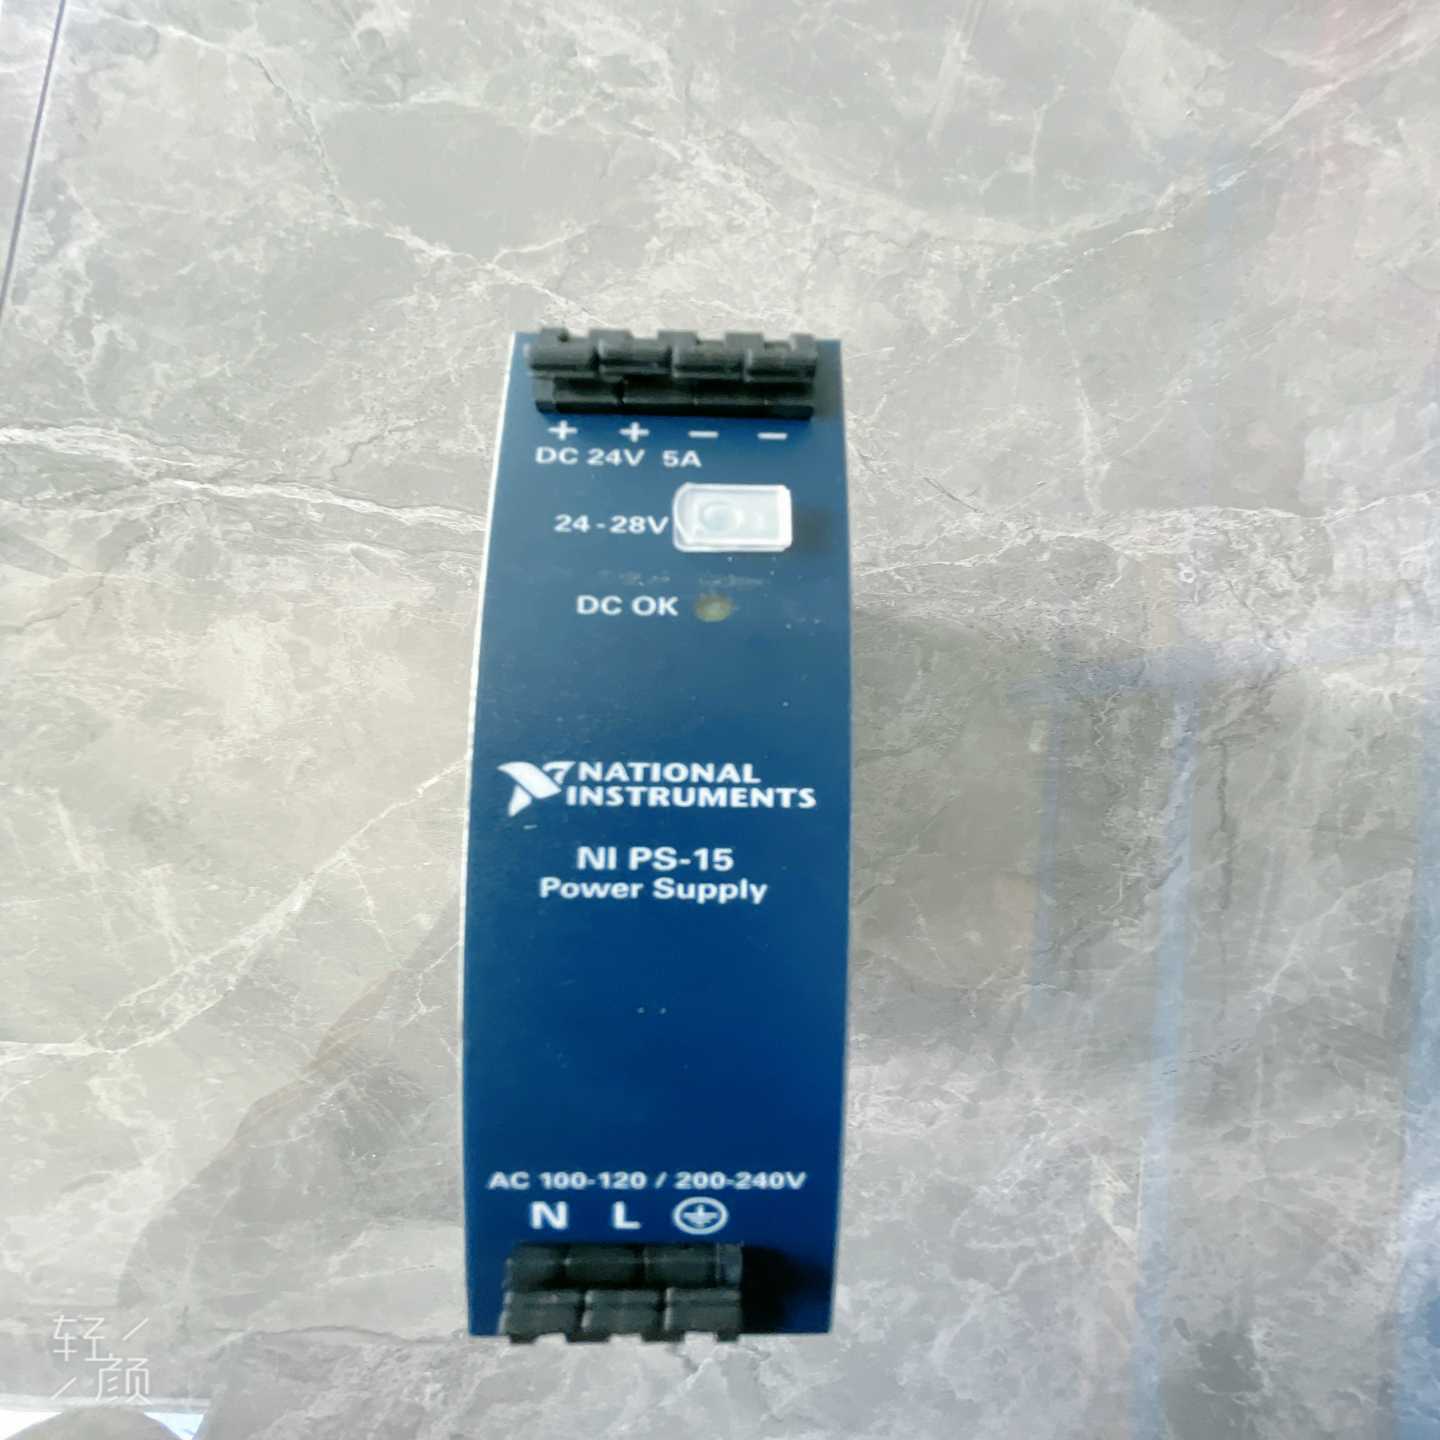 + + − −
DC 24V 5A
24-28V
DC OK
NATIONAL
INSTRUMENTS
NI PS-15
Power Supply
AC 100-120 / 200-240V
N L
轻
颜